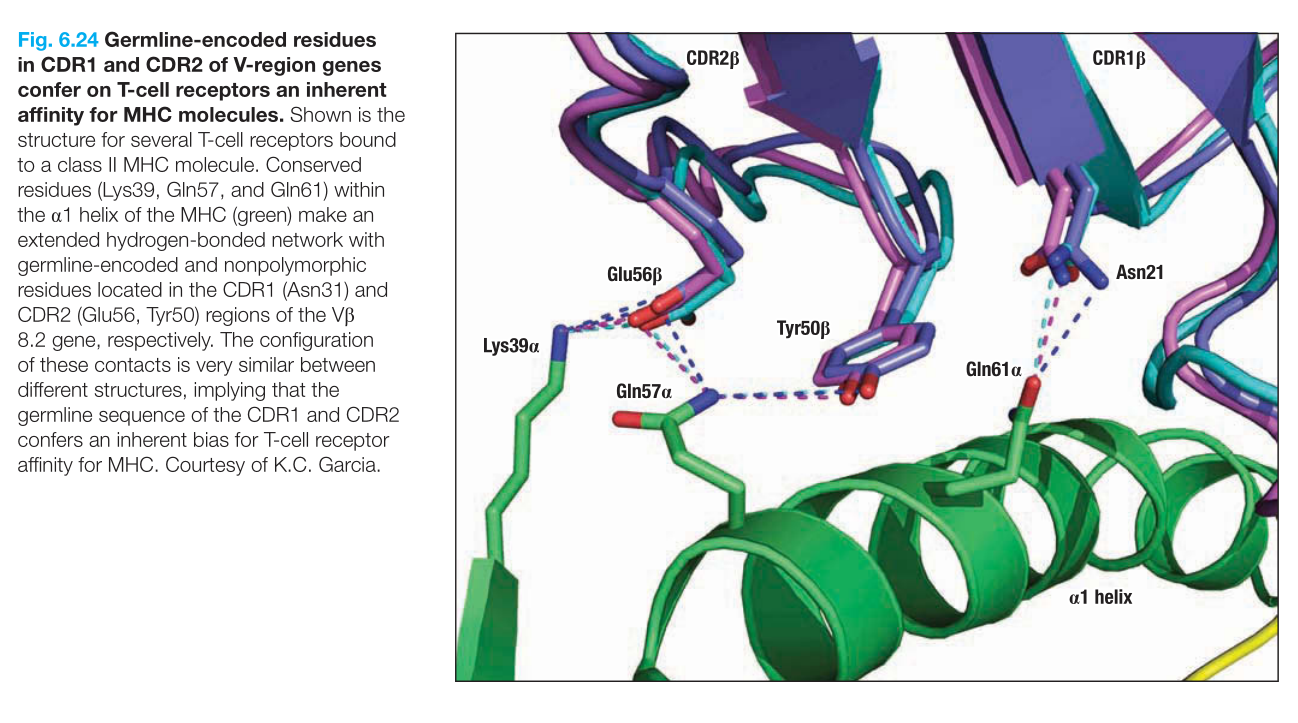 Fig. 6.24 Germline-encoded residues
in CDR1 and CDR2 of V-region genes
confer on T-cell receptors an inherent
affinity for MHC molecules. Shown is the
structure for several T-cell receptors bound
to a class II MHC molecule. Conserved
residues (Lys39, Gln57, and Gln61) within
the α1 helix of the MHC (green) make an
extended hydrogen-bonded network with
germline-encoded and nonpolymorphic
residues located in the CDR1 (Asn31) and
CDR2 (Glu56, Tyr50) regions of the Vβ
8.2 gene, respectively. The configuration
of these contacts is very similar between
different structures, implying that the
germline sequence of the CDR1 and CDR2
confers an inherent bias for T-cell receptor
affinity for MHC. Courtesy of K.C. Garcia.
CDR2β
CDR1β
Glu56β
Asn21
Tyr50β
Lys39α
Gln61α
Gln57α
α1 helix